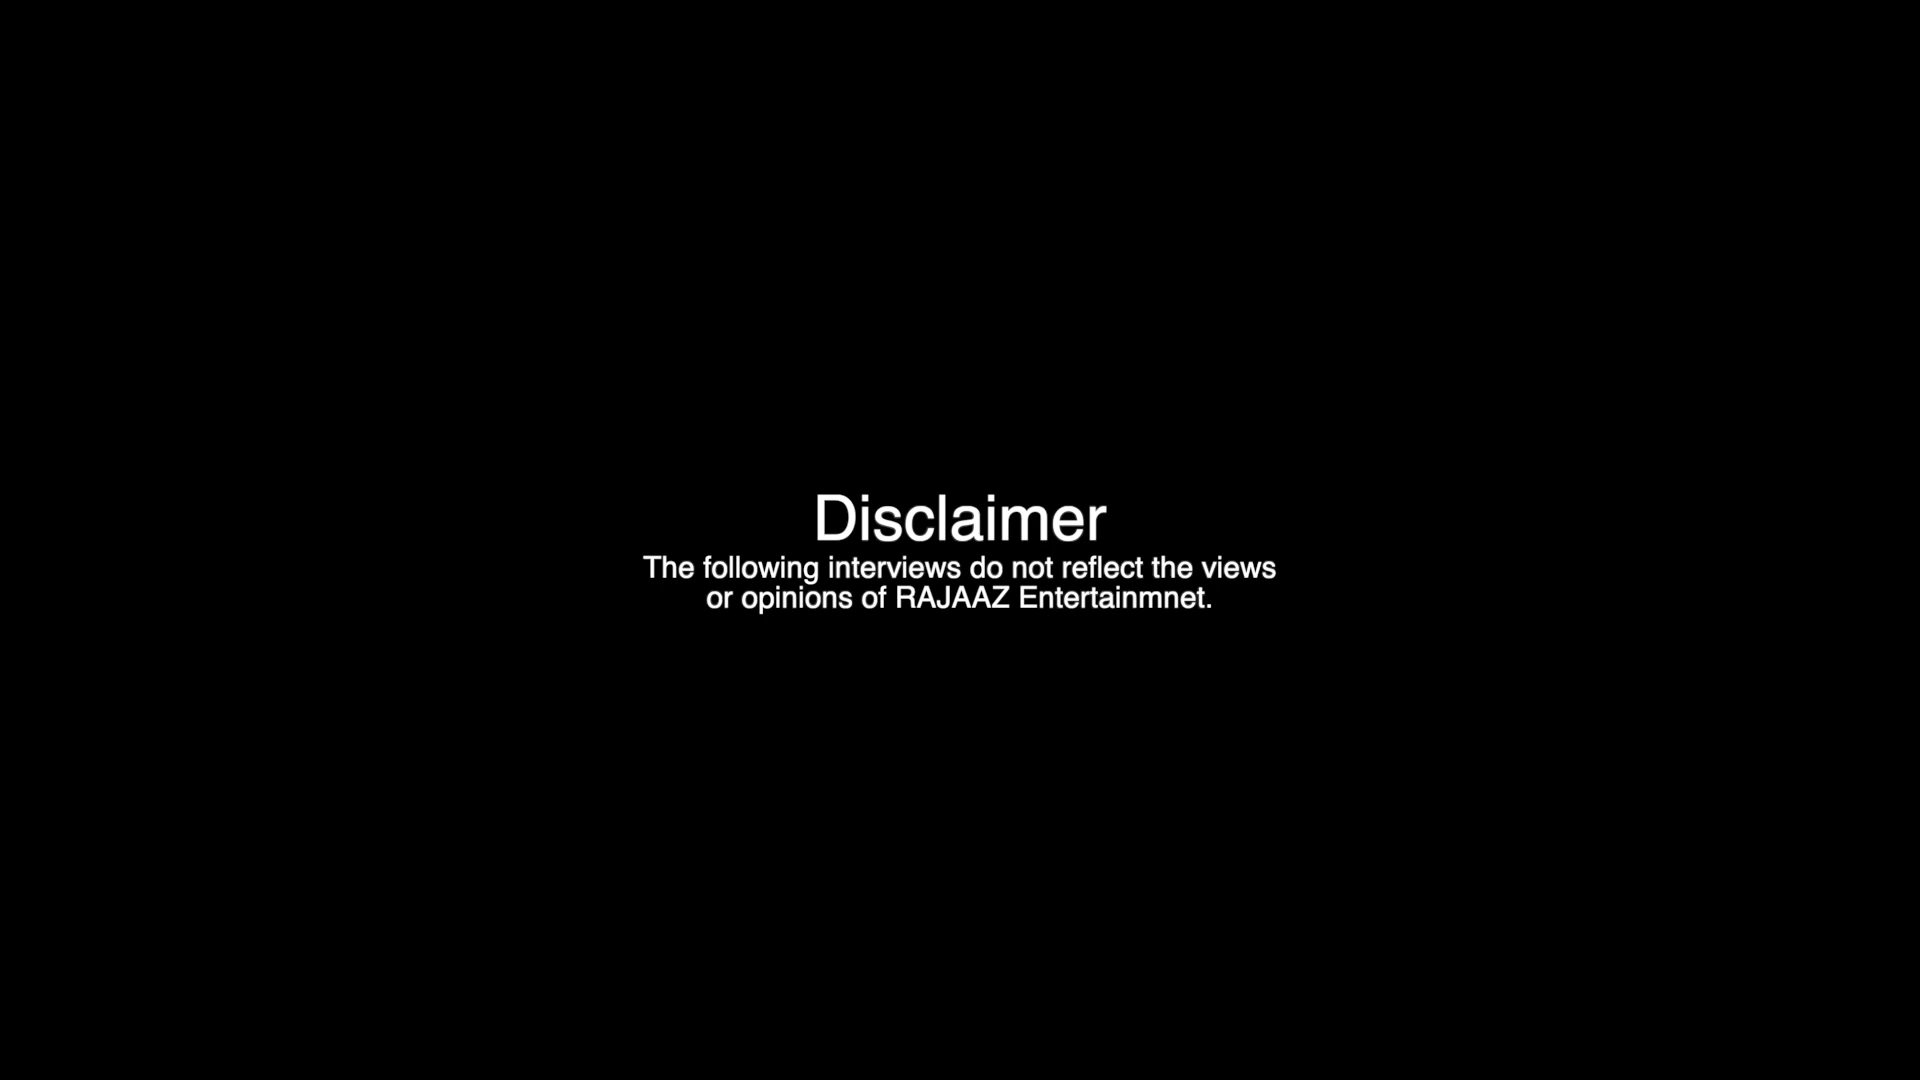 Disclaimer
The following interviews do not reflect the views
or opinions of RAJAAZ Entertainmnet.